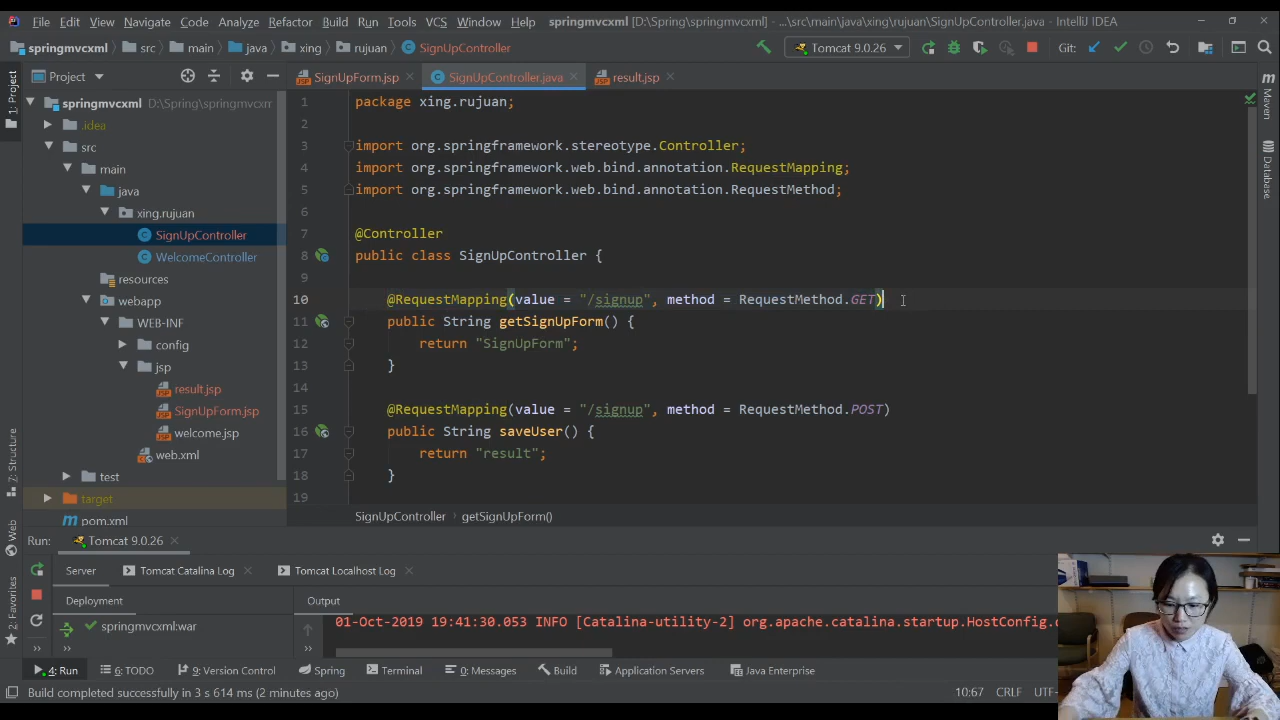 File Edit View Navigate Code Analyze Refactor Build Run Tools VCS Window Help springmvcxml [D:\Spring\springmvcxml] - ...\src\main\java\xing\rujuan\SignUpController.java - IntelliJ IDEA
springmvcxml src main java xing rujuan SignUpController Tomcat 9.0.26 Git:
Project SignUpForm.jsp SignUpController.java result.jsp
springmvcxml D:\Spring\springmvcxm
.idea
src
main
java
xing.rujuan
SignUpController
WelcomeController
resources
webapp
WEB-INF
config
jsp
result.jsp
SignUpForm.jsp
welcome.jsp
web.xml
test
target
pom.xml
1: Project
7: Structure
Web
2: Favorites
Maven
Database
1 package xing.rujuan;
2
3 import org.springframework.stereotype.Controller;
4 import org.springframework.web.bind.annotation.RequestMapping;
5 import org.springframework.web.bind.annotation.RequestMethod;
6
7 @Controller
8 public class SignUpController {
9
10 @RequestMapping(value = "/signup", method = RequestMethod.GET)
11 public String getSignUpForm() {
12 return "SignUpForm";
13 }
14
15 @RequestMapping(value = "/signup", method = RequestMethod.POST)
16 public String saveUser() {
17 return "result";
18 }
19
SignUpController getSignUpForm()
Run: Tomcat 9.0.26
Server Tomcat Catalina Log Tomcat Localhost Log
Deployment Output
springmvcxml:war
01-Oct-2019 19:41:30.053 INFO [Catalina-utility-2] org.apache.catalina.startup.HostConfig.
4: Run 6: TODO 9: Version Control Spring Terminal 0: Messages Build Application Servers Java Enterprise
Build completed successfully in 3 s 614 ms (2 minutes ago) 10:67 CRLF UTF-